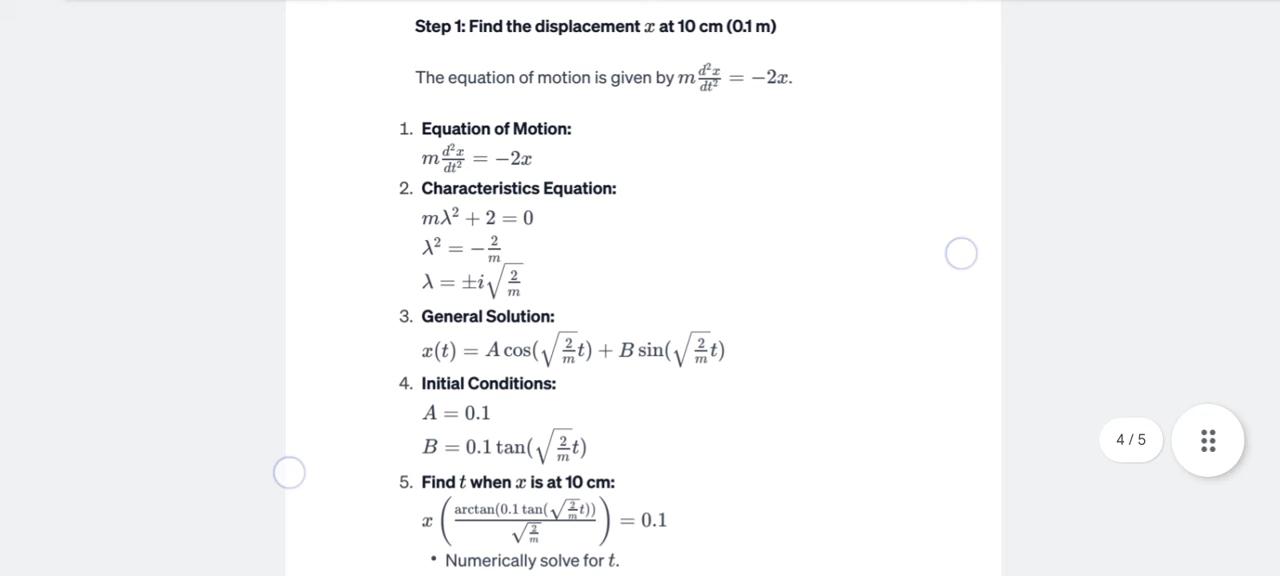 Step 1: Find the displacement x at 10 cm (0.1 m)
The equation of motion is given by m d²x/dt² = −2x.
1. Equation of Motion:
m d²x/dt² = −2x
2. Characteristics Equation:
mλ² + 2 = 0
λ² = −2/m
λ = ±i√(2/m)
3. General Solution:
x(t) = A cos(√(2/m)t) + B sin(√(2/m)t)
4. Initial Conditions:
A = 0.1
B = 0.1 tan(√(2/m)t)
4 / 5
5. Find t when x is at 10 cm:
x(arctan(0.1 tan(√(2/m)t))/√(2/m)) = 0.1
• Numerically solve for t.